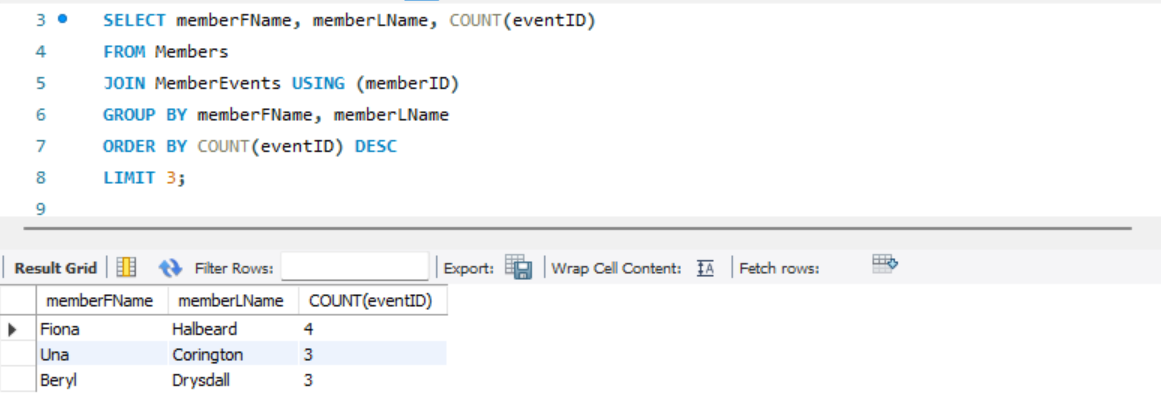 3 SELECT memberFName, memberLName, COUNT(eventID)
4 FROM Members
5 JOIN MemberEvents USING (memberID)
6 GROUP BY memberFName, memberLName
7 ORDER BY COUNT(eventID) DESC
8 LIMIT 3;
9
Result Grid Filter Rows: Export: Wrap Cell Content: IA Fetch rows:
memberFName memberLName COUNT(eventID)
Fiona Halbeard 4
Una Corington 3
Beryl Drysdall 3